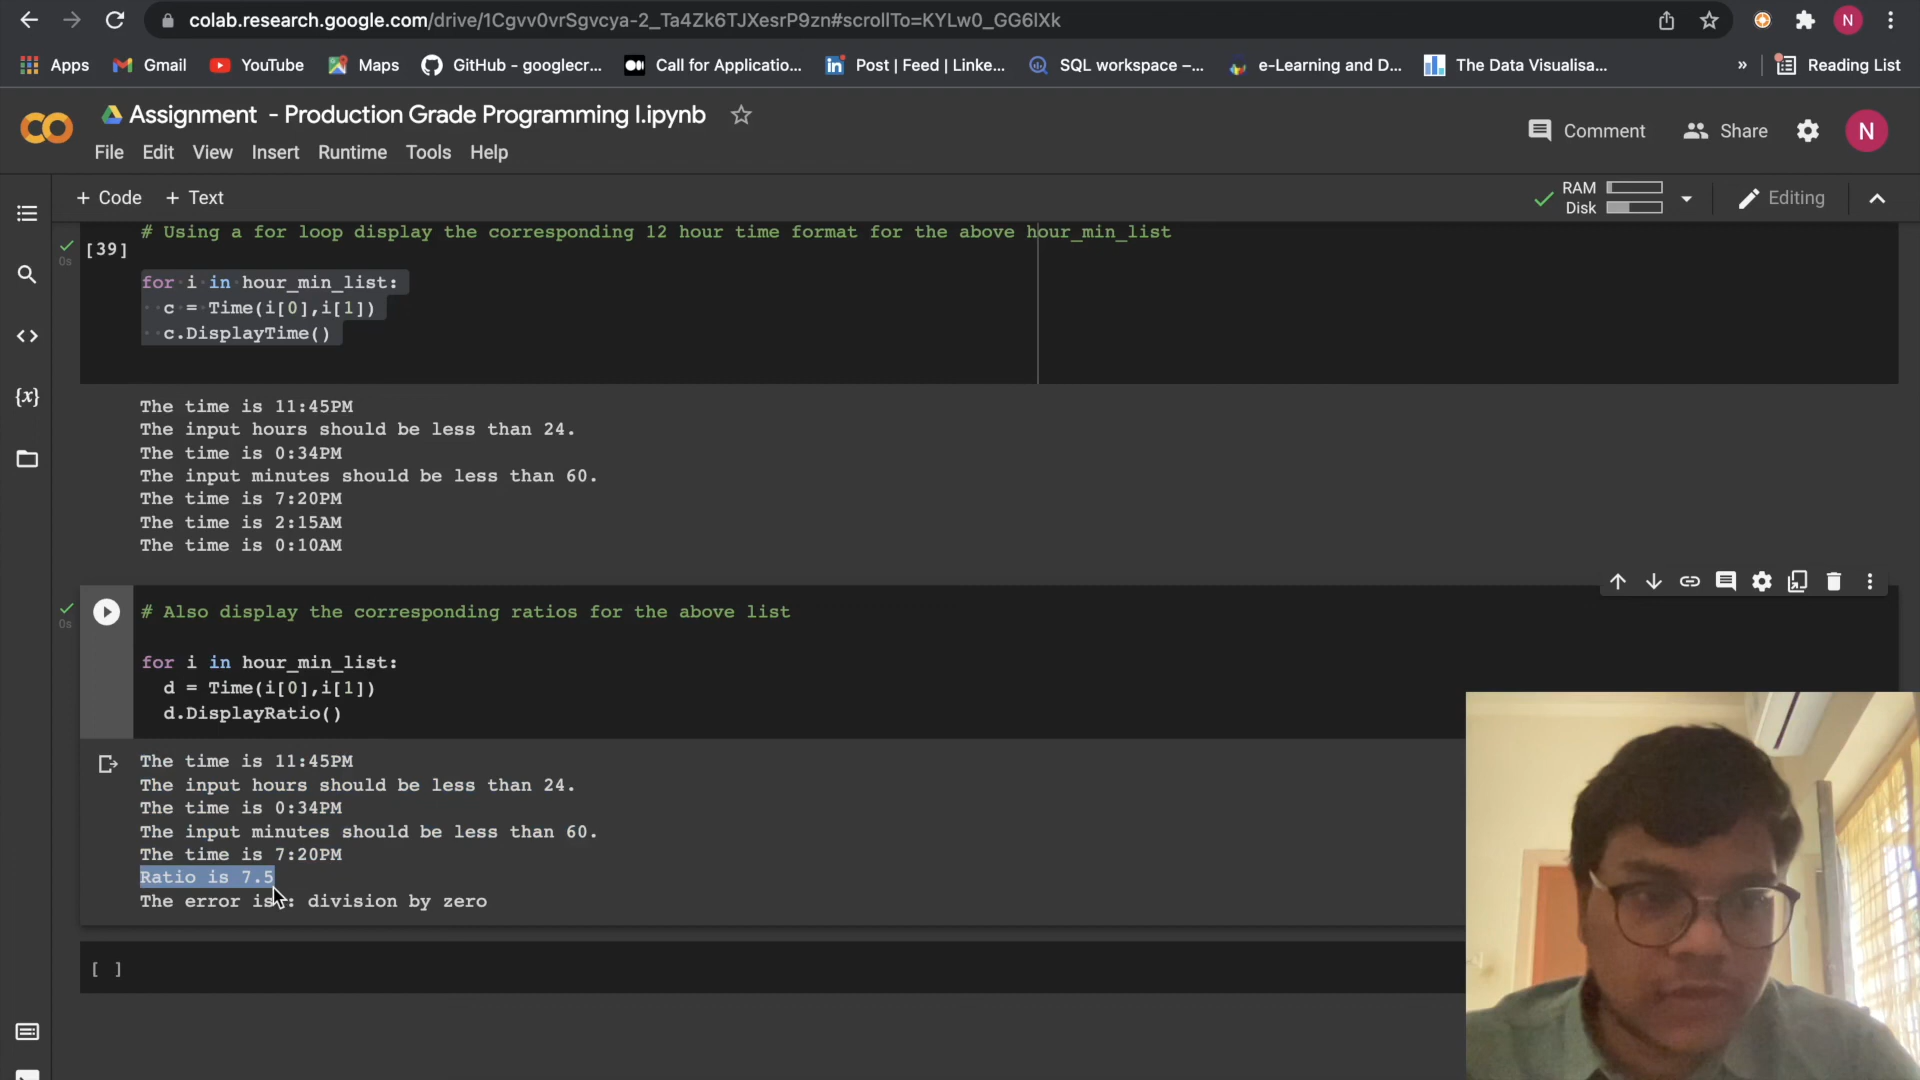 colab.research.google.com/drive/1Cgvv0vrSgvcya-2_Ta4Zk6TJXesrP9zn#scrollTo=KYLw0_GG6lXk
N
Apps
Gmail
YouTube
Maps
GitHub - googlecr...
Call for Applicatio...
Post | Feed | Linke...
SQL workspace –...
e-Learning and D...
The Data Visualisa...
»
Reading List
Assignment - Production Grade Programming I.ipynb
Comment
Share
N
File Edit View Insert Runtime Tools Help
+ Code + Text
RAM
Disk
Editing
# Using a for loop display the corresponding 12 hour time format for the above hour_min_list
[39]
0s
for i in hour_min_list:
c = Time(i[0],i[1])
c.DisplayTime()
{x}
The time is 11:45PM
The input hours should be less than 24.
The time is 0:34PM
The input minutes should be less than 60.
The time is 7:20PM
The time is 2:15AM
The time is 0:10AM
0s
# Also display the corresponding ratios for the above list
for i in hour_min_list:
d = Time(i[0],i[1])
d.DisplayRatio()
The time is 11:45PM
The input hours should be less than 24.
The time is 0:34PM
The input minutes should be less than 60.
The time is 7:20PM
Ratio is 7.5
The error is : division by zero
[ ]